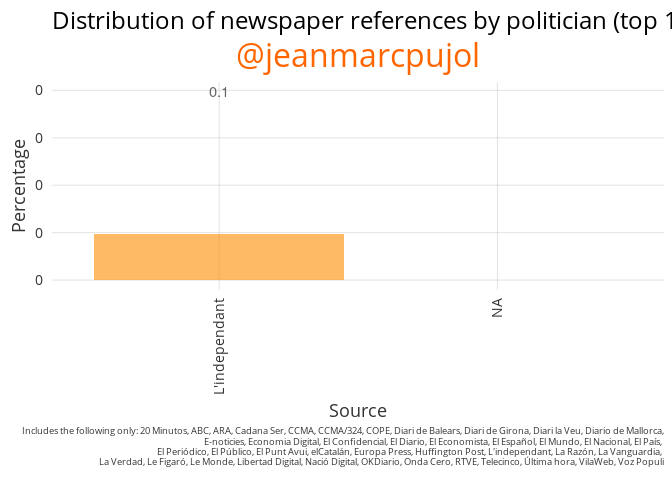 Distribution of newspaper references by politician (top 1
@jeanmarcpujol
0.1
0
0
0
0
0
Percentage
L'independant
NA
Source
Includes the following only: 20 Minutos, ABC, ARA, Cadana Ser, CCMA, CCMA/324, COPE, Diari de Balears, Diari de Girona, Diari la Veu, Diario de Mallorca,
E-noticies, Economia Digital, El Confidencial, El Diario, El Economista, El Español, El Mundo, El Nacional, El País,
El Periódico, El Público, El Punt Avui, elCatalán, Europa Press, Huffington Post, L'independant, La Razón, La Vanguardia,
La Verdad, Le Figaró, Le Monde, Libertad Digital, Nació Digital, OKDiario, Onda Cero, RTVE, Telecinco, Última hora, VilaWeb, Voz Populi